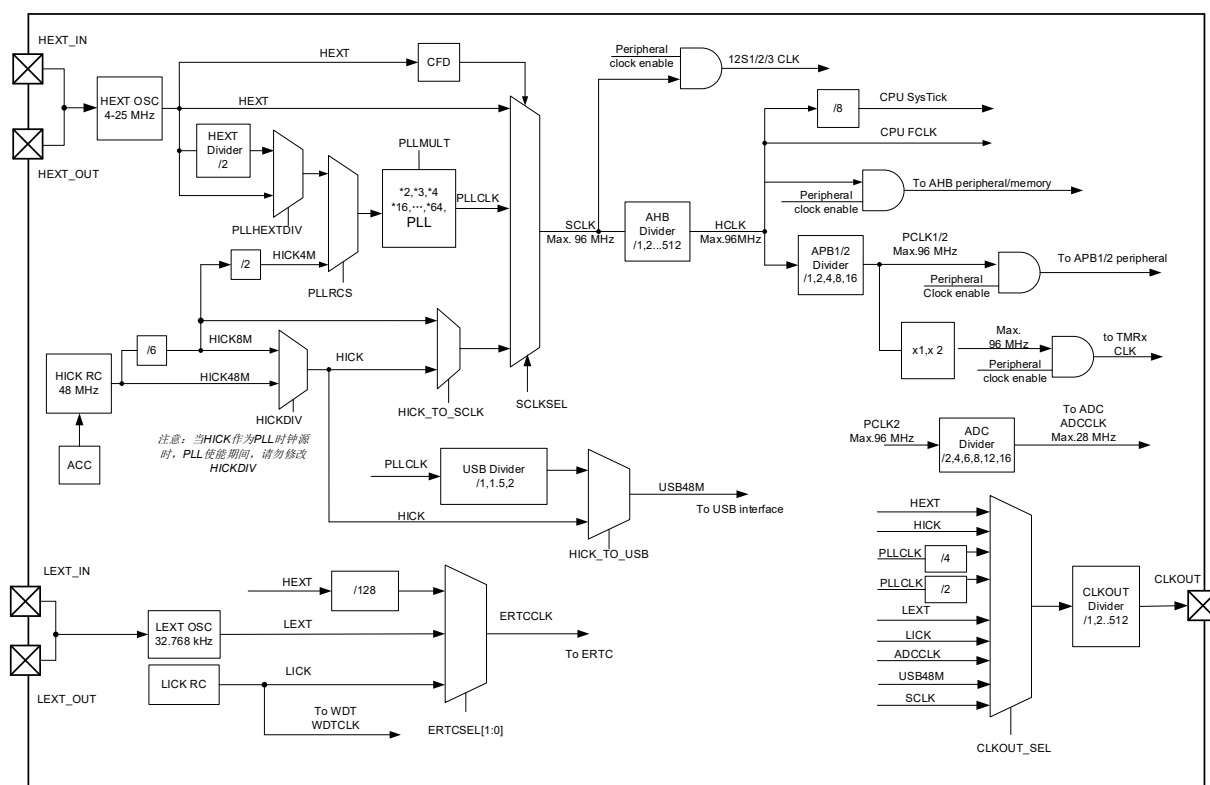 HEXT_IN
HEXT_OUT
HEXT OSC
4-25 MHz
HEXT
CFD
HEXT
HEXT
Divider
/2
PLLHEXTDIV
PLLMULT
*2,*3,*4
*16,…,*64,
PLL
PLLCLK
/2
HICK4M
PLLRCS
HICK RC
48 MHz
ACC
/6
HICK8M
HICK48M
HICKDIV
HICK
HICK_TO_SCLK
SCLKSEL
注意：当HICK作为PLL时钟源
时，PLL使能期间，请勿修改
HICKDIV
Peripheral
clock enable
12S1/2/3 CLK
SCLK
Max. 96 MHz
AHB
Divider
/1,2...512
HCLK
Max.96MHz
/8
CPU SysTick
CPU FCLK
Peripheral
clock enable
To AHB peripheral/memory
APB1/2
Divider
/1,2,4,8,16
PCLK1/2
Max.96 MHz
Peripheral
Clock enable
To APB1/2 peripheral
x1,x 2
Max.
96 MHz
Peripheral
clock enable
to TMRx
CLK
PCLK2
Max.96 MHz
ADC
Divider
/2,4,6,8,12,16
To ADC
ADCCLK
Max.28 MHz
PLLCLK
USB Divider
/1,1.5,2
HICK
HICK_TO_USB
USB48M
To USB interface
LEXT_IN
LEXT_OUT
LEXT OSC
32.768 kHz
LICK RC
HEXT
/128
LEXT
LICK
To WDT
WDTCLK
ERTCSEL[1:0]
ERTCCLK
To ERTC
HEXT
HICK
PLLCLK
/4
PLLCLK
/2
LEXT
LICK
ADCCLK
USB48M
SCLK
CLKOUT_SEL
CLKOUT
Divider
/1,2..512
CLKOUT